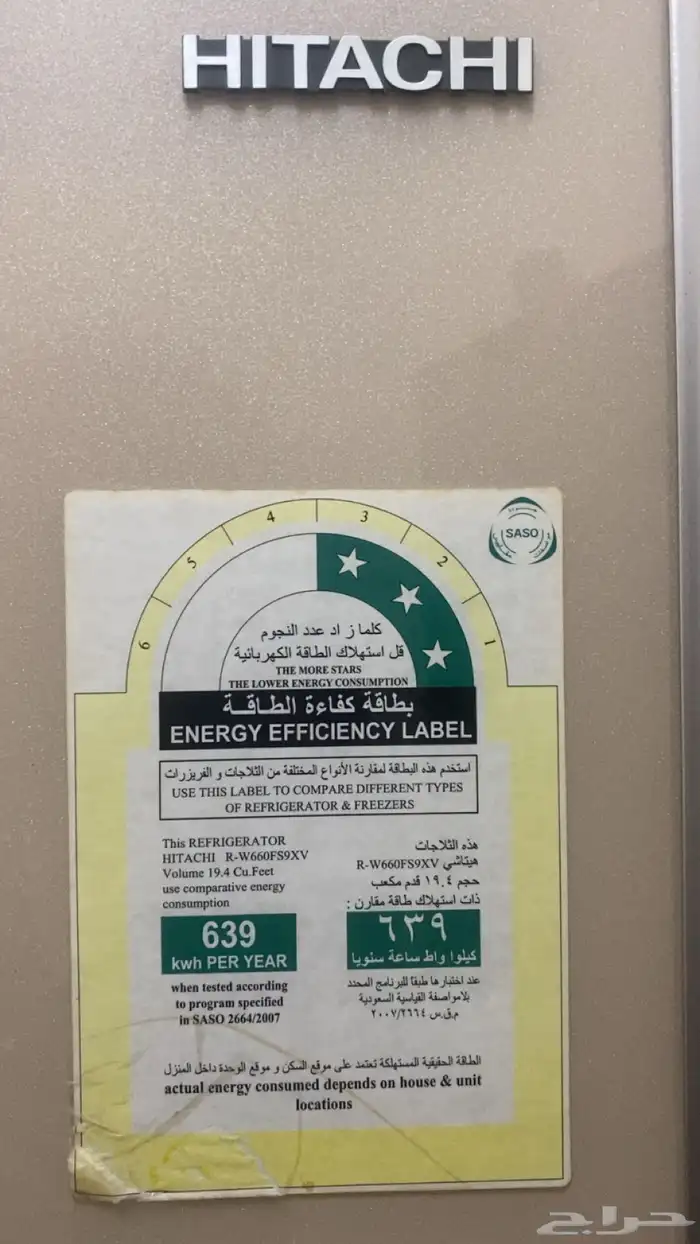 HITACHI
1
2
3
4
5
6
SASO
كلما زاد عدد النجوم
قل استهلاك الطاقة الكهربائية
THE MORE STARS
THE LOWER ENERGY CONSUMPTION
بطاقة كفاءة الطاقة
ENERGY EFFICIENCY LABEL
استخدم هذه البطاقة لمقارنة الأنواع المختلفة من الثلاجات و الفريزرات
USE THIS LABEL TO COMPARE DIFFERENT TYPES
OF REFRIGERATOR & FREEZERS
This REFRIGERATOR
HITACHI R-W660FS9XV
Volume 19.4 Cu.Feet
use comparative energy
consumption
639
kwh PER YEAR
when tested according
to program specified
in SASO 2664/2007
هذه الثلاجات
هيتاشي R-W660FS9XV
حجم ١٩,٤ قدم مكعب
ذات استهلاك طاقة مقارن :
٦٣٩
كيلوا واط ساعة سنويا
عند اختبارها طبقا للبرنامج المحدد
بلامواصفة القياسية السعودية
م.ق.س ٢٠٠٧/٢٦٦٤
الطاقة الحقيقية المستهلكة تعتمد على موقع السكن و موقع الوحدة داخل المنزل
actual energy consumed depends on house & unit
locations
حراج